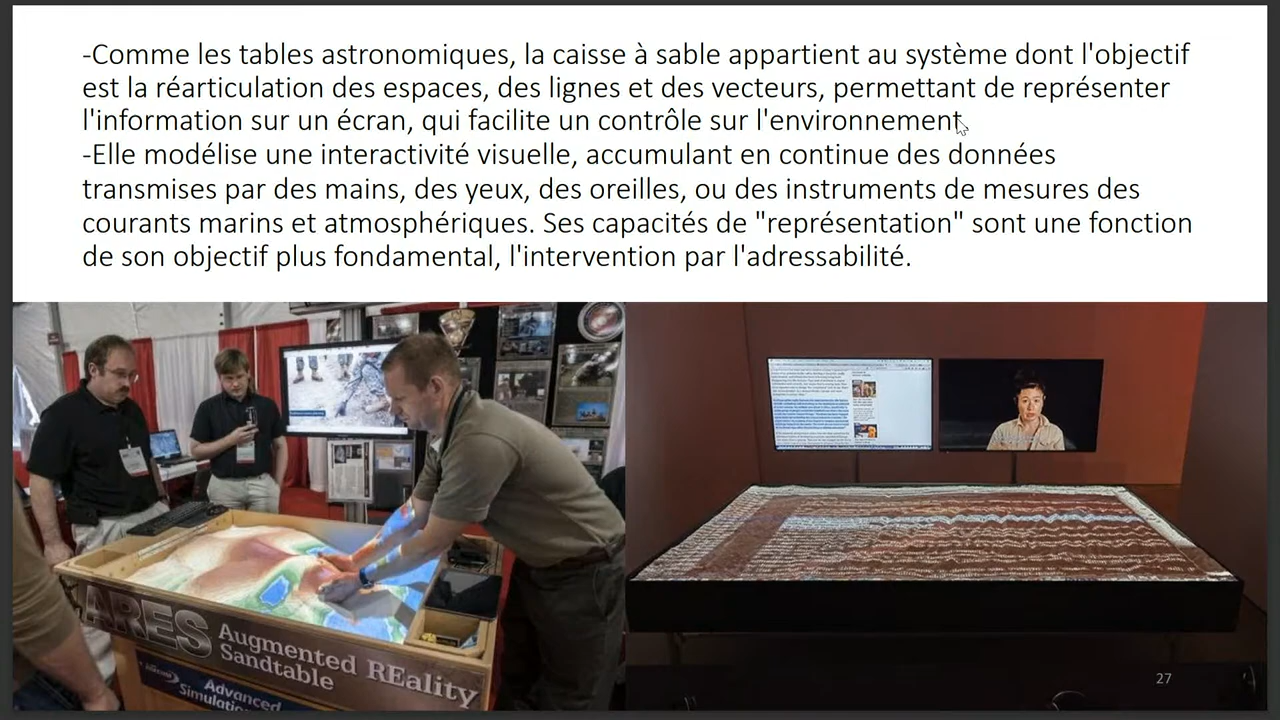 -Comme les tables astronomiques, la caisse à sable appartient au système dont l'objectif
est la réarticulation des espaces, des lignes et des vecteurs, permettant de représenter
l'information sur un écran, qui facilite un contrôle sur l'environnement.
-Elle modélise une interactivité visuelle, accumulant en continue des données
transmises par des mains, des yeux, des oreilles, ou des instruments de mesures des
courants marins et atmosphériques. Ses capacités de "représentation" sont une fonction
de son objectif plus fondamental, l'intervention par l'adressabilité.
ARES
Augmented REality
Sandtable
Advanced
27